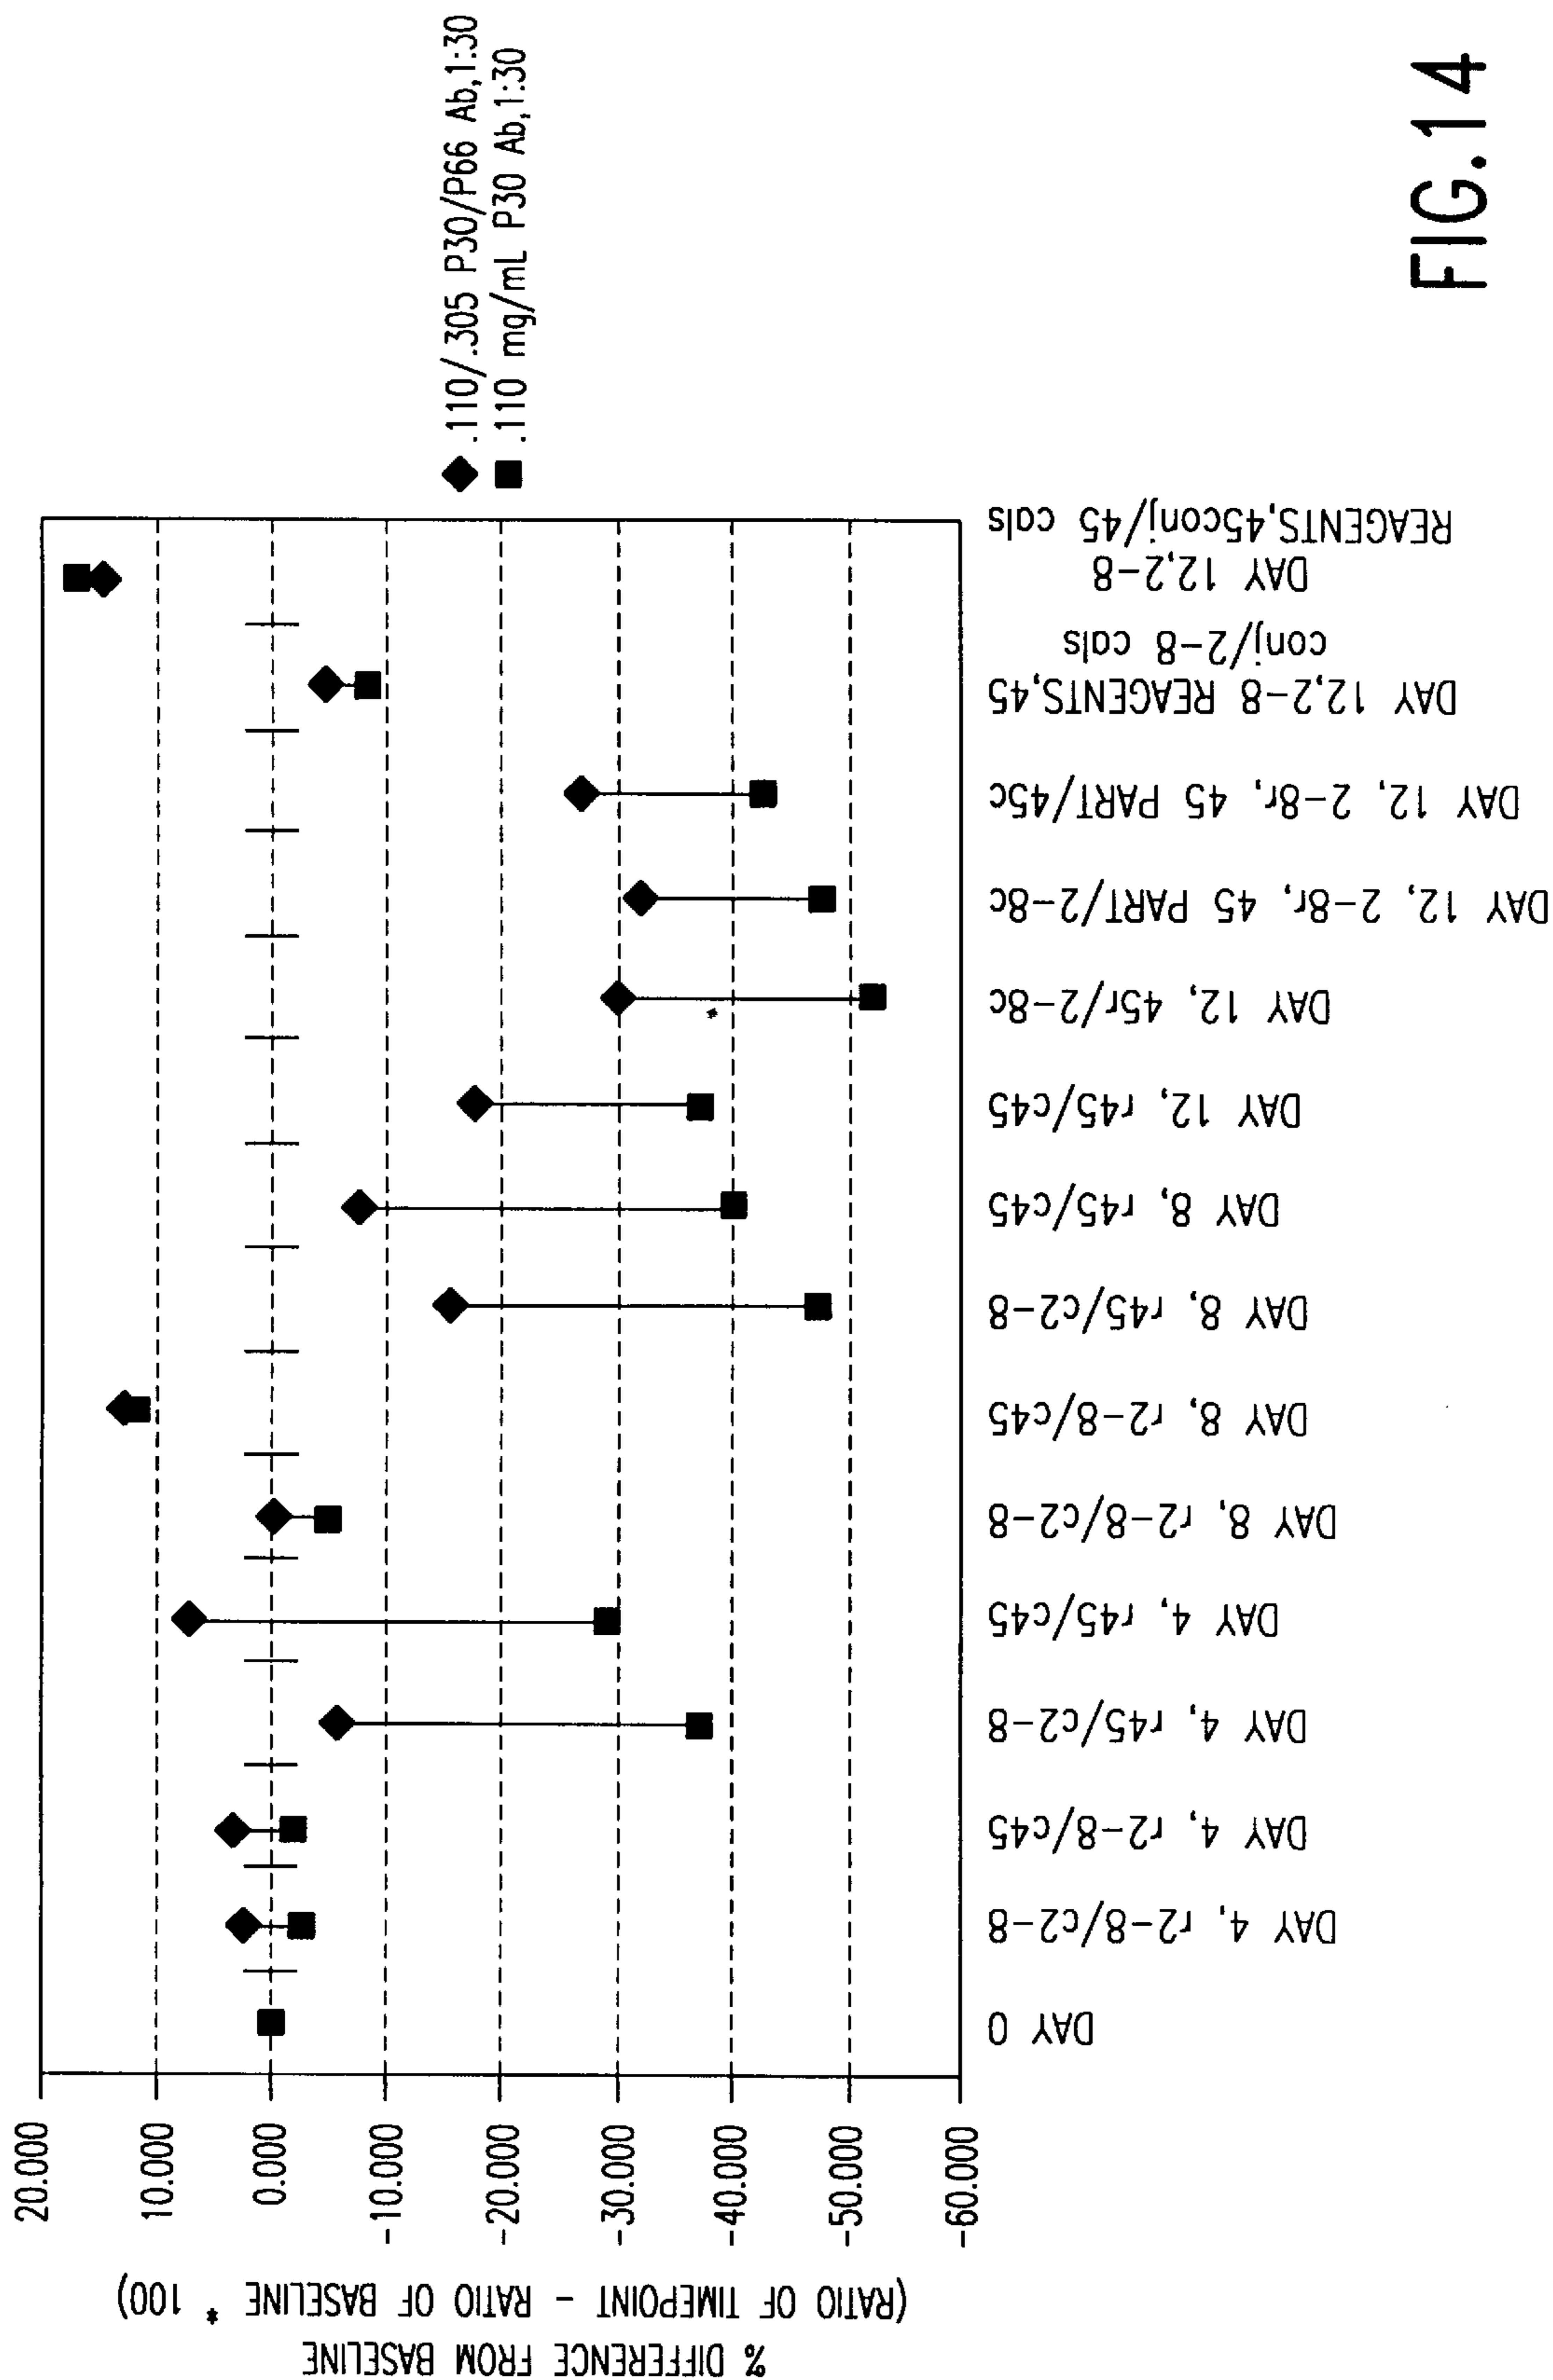 % DIFFERENCE FROM BASELINE
(RATIO OF TIMEPOINT - RATIO OF BASELINE * 100)
20.000
10.000
0.000
-10.000
-20.000
-30.000
-40.000
-50.000
-60.000
DAY 0
DAY 4, r2-8/c2-8
DAY 4, r2-8/c45
DAY 4, r45/c2-8
DAY 4, r45/c45
DAY 8, r2-8/c2-8
DAY 8, r2-8/c45
DAY 8, r45/c2-8
DAY 8, r45/c45
DAY 12, r45/c45
DAY 12, 45r/2-8c
DAY 12, 2-8r, 45 PART/2-8c
DAY 12, 2-8r, 45 PART/45c
DAY 12,2-8 REAGENTS,45
conj/2-8 cals
DAY 12,2-8
REAGENTS,45conj/45 cals
.110/.305 P30/P66 Ab,1:30
.110 mg/mL P30 Ab,1:30
FIG.14